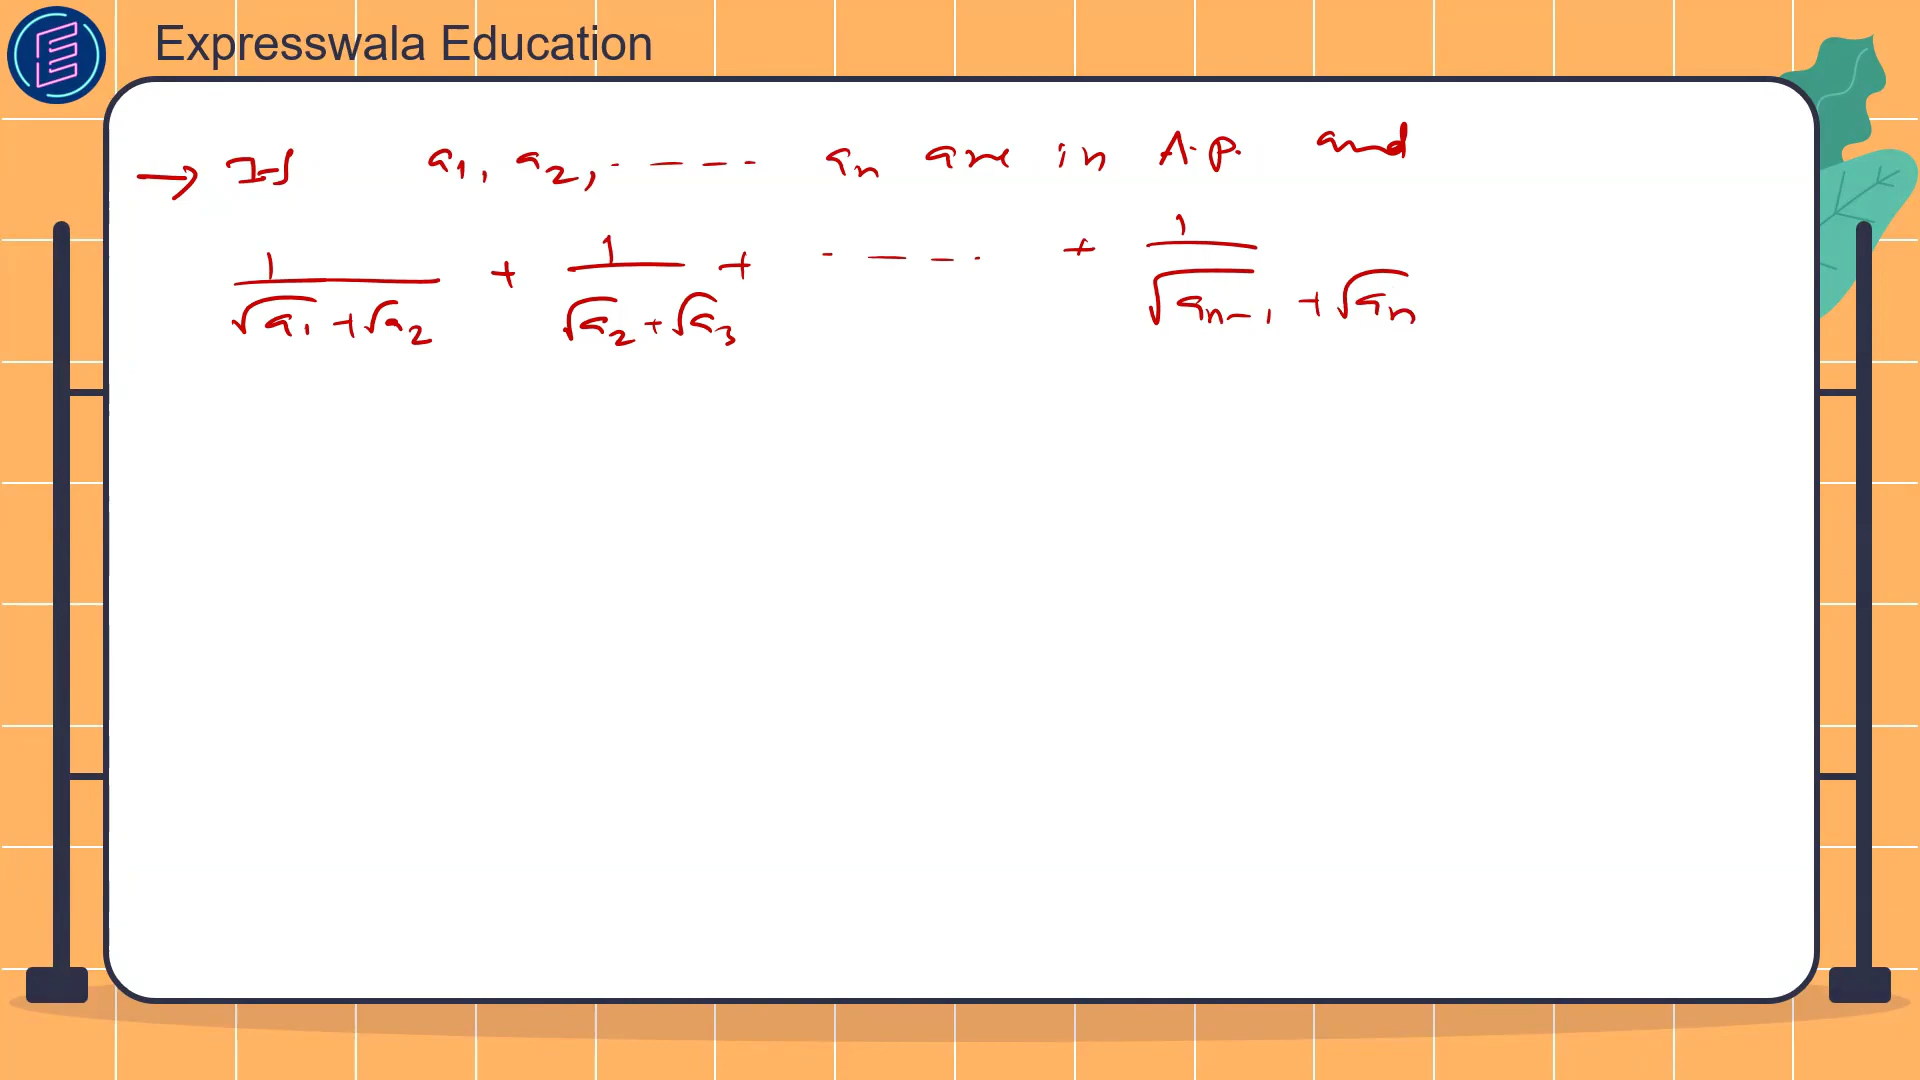 Expresswala Education
→ If a₁, a₂, ·---· aₙ are in A.P. and
1/(√a₁ + √a₂) + 1/(√a₂ + √a₃) + ·---· + 1/(√aₙ₋₁ + √aₙ)